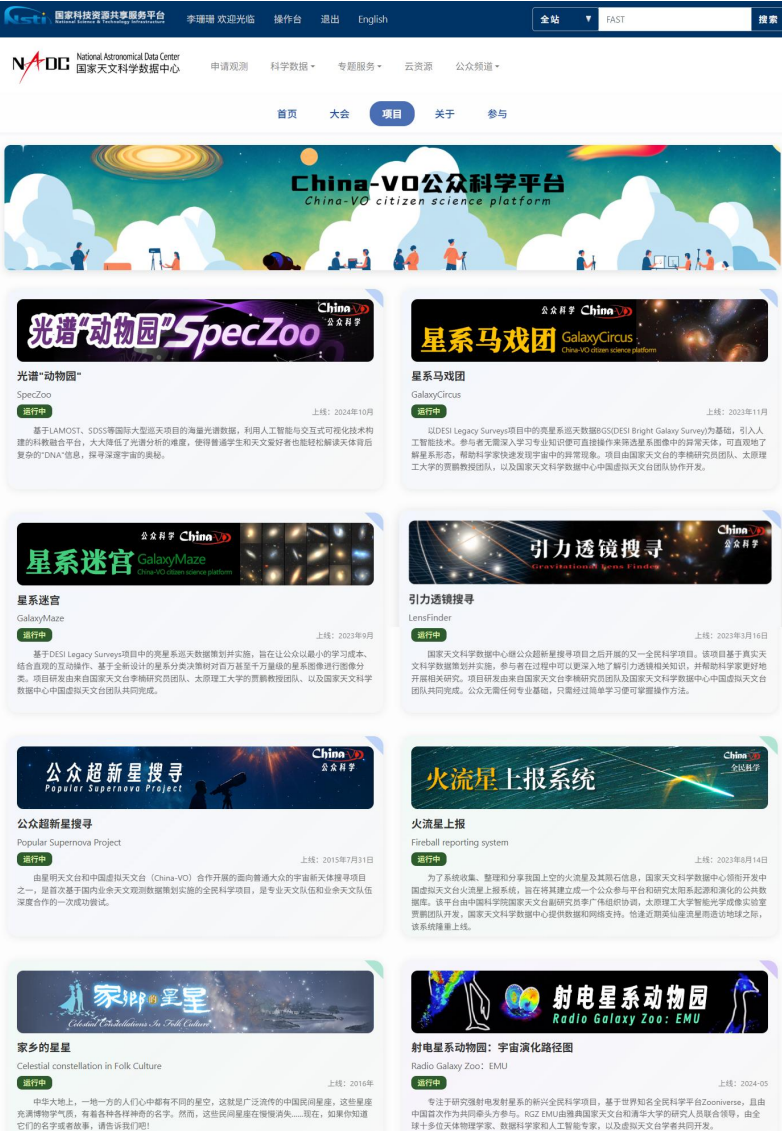 Nsti 国家科技资源共享服务平台 李珊珊 欢迎光临 操作台 退出 English 全站 ▼ FAST 搜索
National Science & Technology Infrastructure
NADC National Astronomical Data Center
国家天文科学数据中心
申请观测 科学数据 专题服务 云资源 公众频道
首页 大会 项目 关于 参与
China-VO公众科学平台
China-VO citizen science platform
光谱“动物园”SpecZoo
China-VO
公众科学
光谱"动物园"
SpecZoo
运行中 上线：2024年10月
基于LAMOST、SDSS等国际大型巡天项目的海量光谱数据，利用人工智能与交互式可视化技术构
建的科教融合平台，大大降低了光谱分析的难度，使得普通学生和天文爱好者也能轻松解读天体背后
复杂的"DNA"信息，探寻深邃宇宙的奥秘。
公众科学 China-VO
星系马戏团 GalaxyCircus
China-VO citizen science platform
星系马戏团
GalaxyCircus
运行中 上线：2023年11月
以DESI Legacy Surveys项目中的亮星系巡天数据BGS(DESI Bright Galaxy Survey)为基础，引入人
工智能技术。参与者无需深入学习专业知识便可直接操作来筛选星系图像中的异常天体，可直观地了
解星系形态，帮助科学家快速发现宇宙中的异常现象。项目由国家天文台的李楠研究员团队、太原理
工大学的贾鹏教授团队，以及国家天文科学数据中心中国虚拟天文台团队协作开发。
公众科学 China-VO
星系迷宫 GalaxyMaze
China-VO citizen science platform
星系迷宫
GalaxyMaze
运行中 上线：2023年9月
基于DESI Legacy Surveys项目中的亮星系巡天数据策划并实施，旨在让公众以最小的学习成本、
结合直观的互动操作、基于全新设计的星系分类决策树对百万甚至千万量级的星系图像进行图像分
类。项目研发由来自国家天文台李楠研究员团队、太原理工大学的贾鹏教授团队、以及国家天文科学
数据中心中国虚拟天文台团队共同完成。
China-VO
公众科学
引力透镜搜寻
Gravitational Lens Finder
引力透镜搜寻
LensFinder
运行中 上线：2023年3月16日
国家天文科学数据中心继公众超新星搜寻项目之后开展的又一全民科学项目。该项目基于真实天
文科学数据策划并实施，参与者在过程中可以更深入地了解引力透镜相关知识，并帮助科学家更好地
开展相关研究。项目研发由来自国家天文台李楠研究员团队及国家天文科学数据中心中国虚拟天文台
团队共同完成。公众无需任何专业基础，只需经过简单学习便可掌握操作方法。
China-VO
公众科学
公众超新星搜寻
Popular Supernova Project
公众超新星搜寻
Popular Supernova Project
运行中 上线：2015年7月31日
由星明天文台和中国虚拟天文台（China-VO）合作开展的面向普通大众的宇宙新天体搜寻项目
之一，是首次基于国内业余天文观测数据策划实施的全民科学项目，是专业天文队伍和业余天文队伍
深度合作的一次成功尝试。
China-VO
全民科学
火流星上报系统
火流星上报
Fireball reporting system
运行中 上线：2023年8月14日
为了系统收集、整理和分享我国上空的火流星及其陨石信息，国家天文科学数据中心领衔开发中
国虚拟天文台火流星上报系统，旨在将其建立成一个公众参与平台和研究太阳系起源和演化的公共数
据库。该平台由中国科学院国家天文台副研究员李广伟组织协调，太原理工大学智能光学成像实验室
贾鹏团队开发，国家天文科学数据中心提供数据和网络支持。恰逢近期英仙座流星雨造访地球之际，
该系统隆重上线。
家鄉的星星
Celestial Constellations In Folk Culture
家乡的星星
Celestial constellation in Folk Culture
运行中 上线：2016年
中华大地上，一地一方的人们心中都有不同的星空，这就是广泛流传的中国民间星座，这些星座
充满博物学气质，有着各种各样神奇的名字。然而，这些民间星座在慢慢消失......现在，如果你知道
它们的名字或者故事，请告诉我们吧!
射电星系动物园
Radio Galaxy Zoo: EMU
射电星系动物园：宇宙演化路径图
Radio Galaxy Zoo：EMU
运行中 上线：2024-05
专注于研究强射电发射星系的新兴全民科学项目，基于世界知名全民科学平台Zooniverse，且由
中国首次作为共同牵头方参与。RGZ EMU由雅典国家天文台和清华大学的研究人员联合领导，由全
球十多位天体物理学家、数据科学家和人工智能专家，以及虚拟天文台学者共同开发。